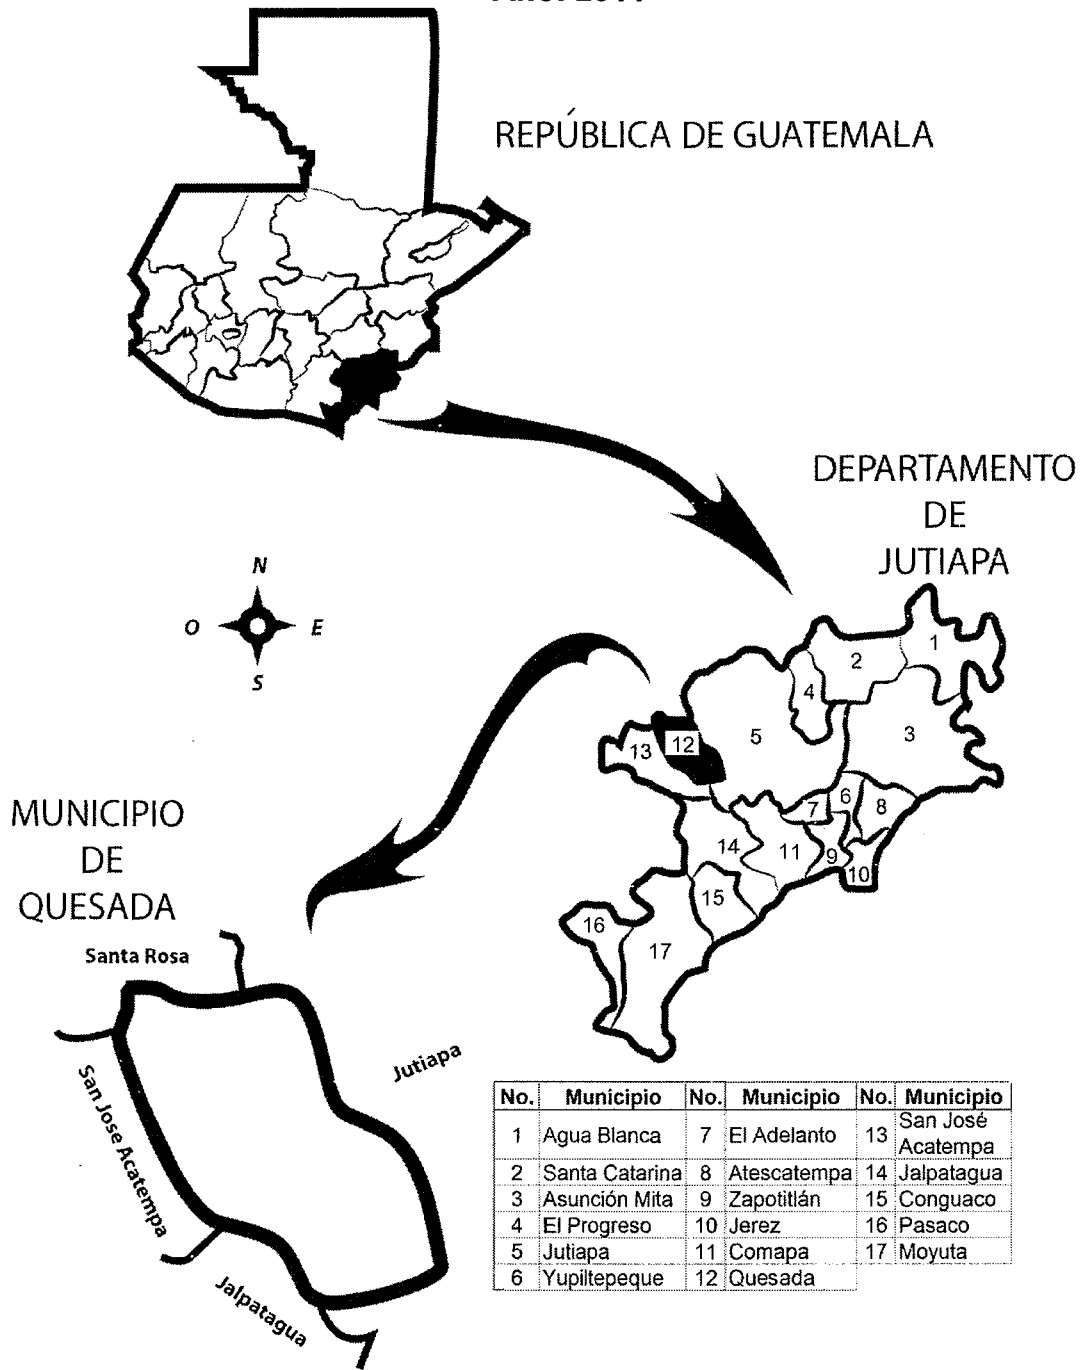 REPÚBLICA DE GUATEMALA
DEPARTAMENTO
DE
JUTIAPA
N
O
E
S
1
2
3
4
5
6
7
8
9
10
11
12
13
14
15
16
17
MUNICIPIO
DE
QUESADA
Santa Rosa
Jutiapa
San Jose Acatempa
Jalpatagua
No. Municipio No. Municipio No. Municipio
1 Agua Blanca 7 El Adelanto 13 San José Acatempa
2 Santa Catarina 8 Atescatempa 14 Jalpatagua
3 Asunción Mita 9 Zapotitlán 15 Conguaco
4 El Progreso 10 Jerez 16 Pasaco
5 Jutiapa 11 Comapa 17 Moyuta
6 Yupiltepeque 12 Quesada